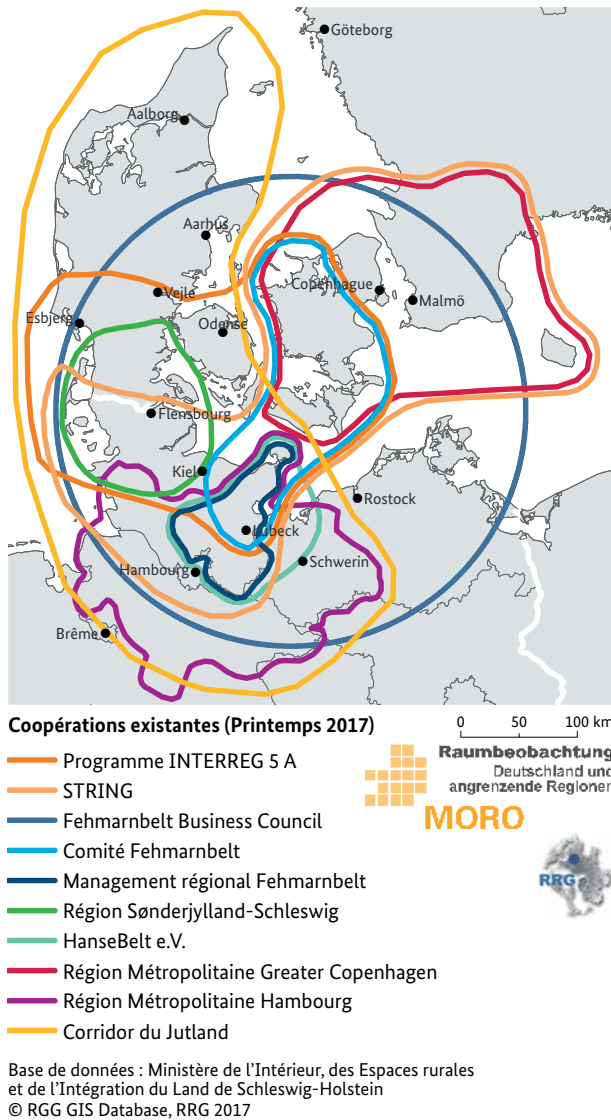 Göteborg
Aalborg
Aarhus
Vejle
Copenhague
Malmö
Esbjerg
Odense
Flensbourg
Kiel
Rostock
Lübeck
Hambourg
Schwerin
Brême
Coopérations existantes (Printemps 2017)
0 50 100 km
Programme INTERREG 5 A
STRING
Fehmarnbelt Business Council
Comité Fehmarnbelt
Management régional Fehmarnbelt
Région Sønderjylland-Schleswig
HanseBelt e.V.
Région Métropolitaine Greater Copenhagen
Région Métropolitaine Hambourg
Corridor du Jutland
Raumbeobachtung
Deutschland und
angrenzende Regionen
MORO
RRG
Base de données : Ministère de l'Intérieur, des Espaces rurales
et de l'Intégration du Land de Schleswig-Holstein
© RGG GIS Database, RRG 2017